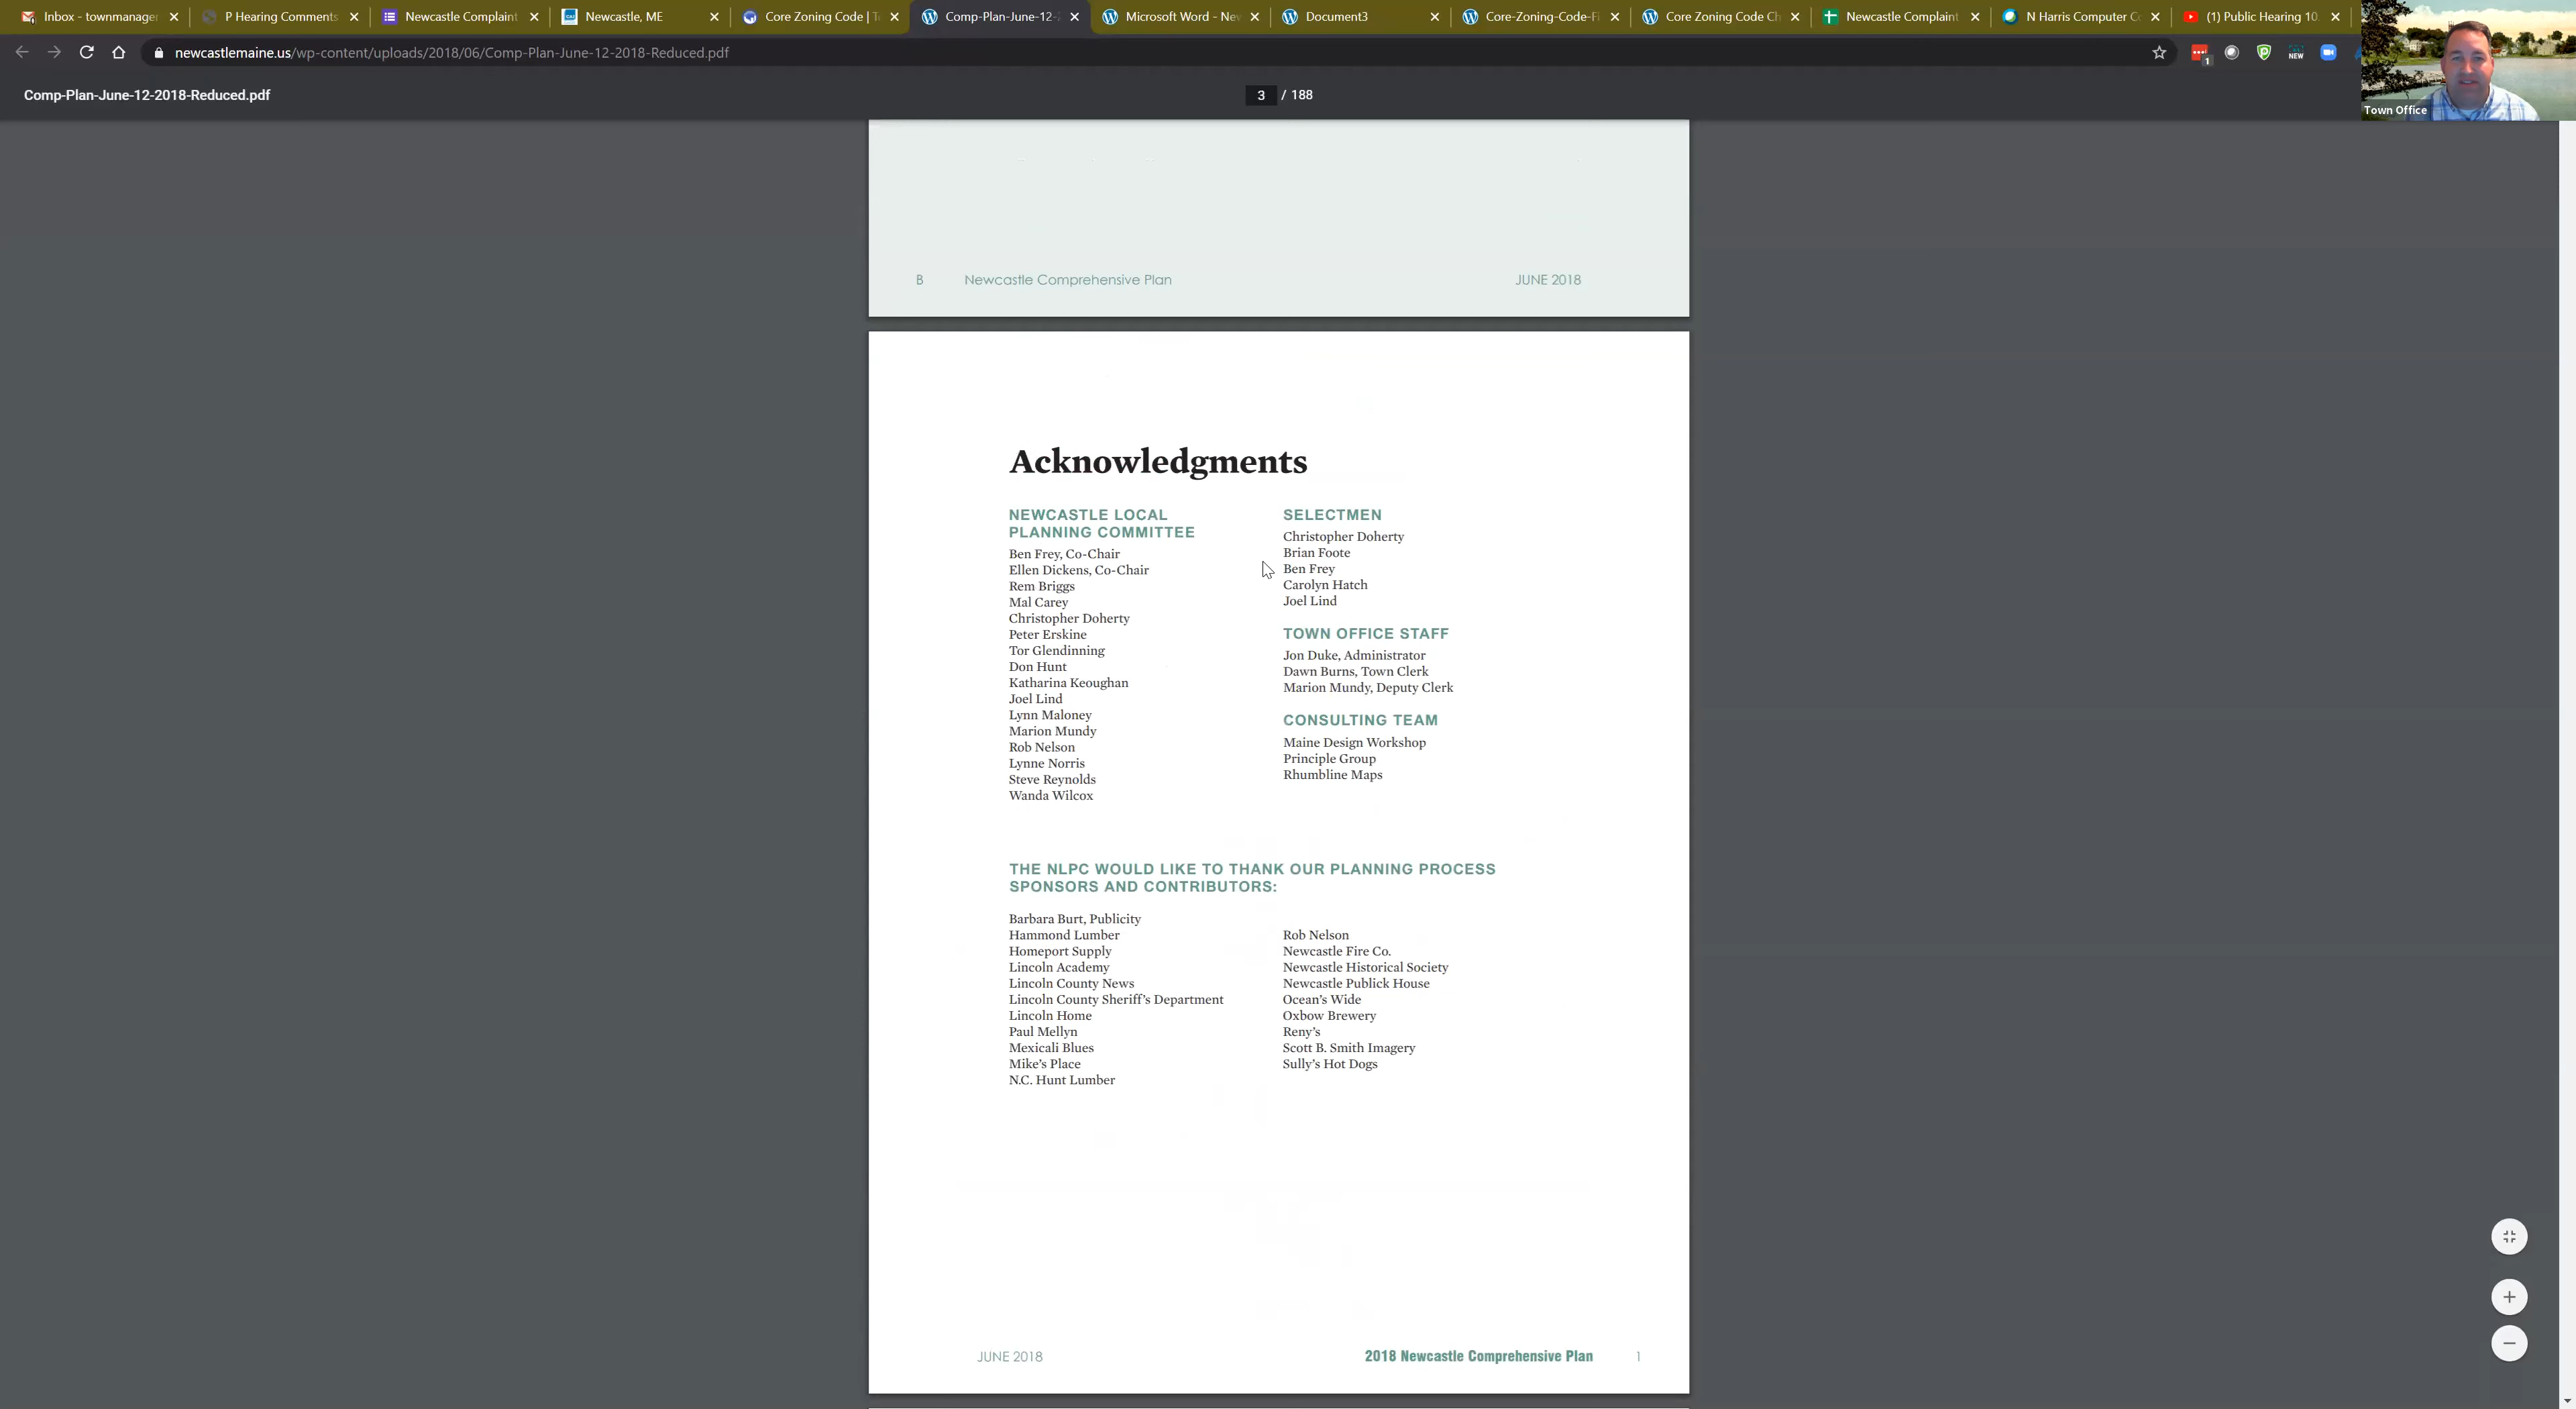 Inbox - townmanager
P Hearing Comments
Newcastle Complaint
Newcastle, ME
Core Zoning Code | T
Comp-Plan-June-12-
Microsoft Word - Nev
Document3
Core-Zoning-Code-Fi
Core Zoning Code Ch
Newcastle Complaint
N Harris Computer Co
(1) Public Hearing 10
newcastlemaine.us/wp-content/uploads/2018/06/Comp-Plan-June-12-2018-Reduced.pdf
1
NEW
Town Office
Comp-Plan-June-12-2018-Reduced.pdf
3 / 188
B Newcastle Comprehensive Plan JUNE 2018
Acknowledgments
NEWCASTLE LOCAL
PLANNING COMMITTEE
Ben Frey, Co-Chair
Ellen Dickens, Co-Chair
Rem Briggs
Mal Carey
Christopher Doherty
Peter Erskine
Tor Glendinning
Don Hunt
Katharina Keoughan
Joel Lind
Lynn Maloney
Marion Mundy
Rob Nelson
Lynne Norris
Steve Reynolds
Wanda Wilcox
SELECTMEN
Christopher Doherty
Brian Foote
Ben Frey
Carolyn Hatch
Joel Lind
TOWN OFFICE STAFF
Jon Duke, Administrator
Dawn Burns, Town Clerk
Marion Mundy, Deputy Clerk
CONSULTING TEAM
Maine Design Workshop
Principle Group
Rhumbline Maps
THE NLPC WOULD LIKE TO THANK OUR PLANNING PROCESS
SPONSORS AND CONTRIBUTORS:
Barbara Burt, Publicity
Hammond Lumber
Homeport Supply
Lincoln Academy
Lincoln County News
Lincoln County Sheriff's Department
Lincoln Home
Paul Mellyn
Mexicali Blues
Mike's Place
N.C. Hunt Lumber
Rob Nelson
Newcastle Fire Co.
Newcastle Historical Society
Newcastle Publick House
Ocean's Wide
Oxbow Brewery
Reny's
Scott B. Smith Imagery
Sully's Hot Dogs
JUNE 2018
2018 Newcastle Comprehensive Plan 1